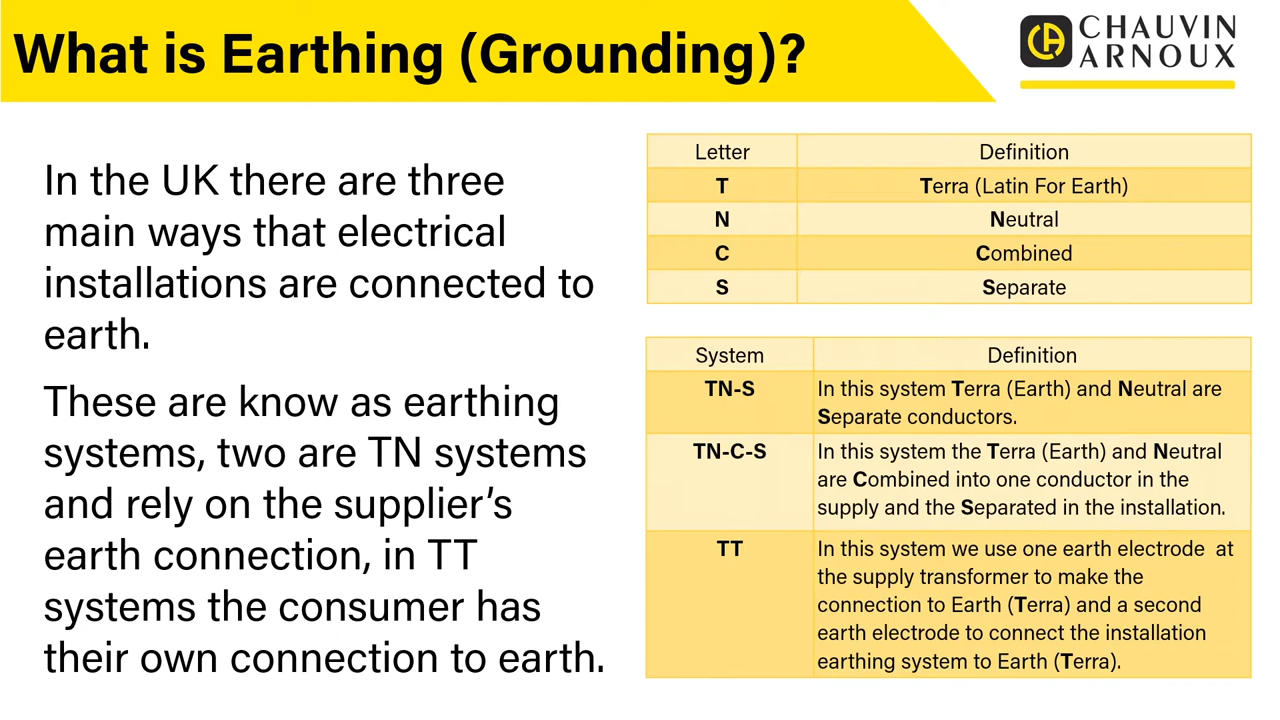 What is Earthing (Grounding)?
CHAUVIN
ARNOUX
In the UK there are three
main ways that electrical
installations are connected to
earth.
These are know as earthing
systems, two are TN systems
and rely on the supplier’s
earth connection, in TT
systems the consumer has
their own connection to earth.
Letter Definition
T Terra (Latin For Earth)
N Neutral
C Combined
S Separate
System Definition
TN-S In this system Terra (Earth) and Neutral are
Separate conductors.
TN-C-S In this system the Terra (Earth) and Neutral
are Combined into one conductor in the
supply and the Separated in the installation.
TT In this system we use one earth electrode at
the supply transformer to make the
connection to Earth (Terra) and a second
earth electrode to connect the installation
earthing system to Earth (Terra).